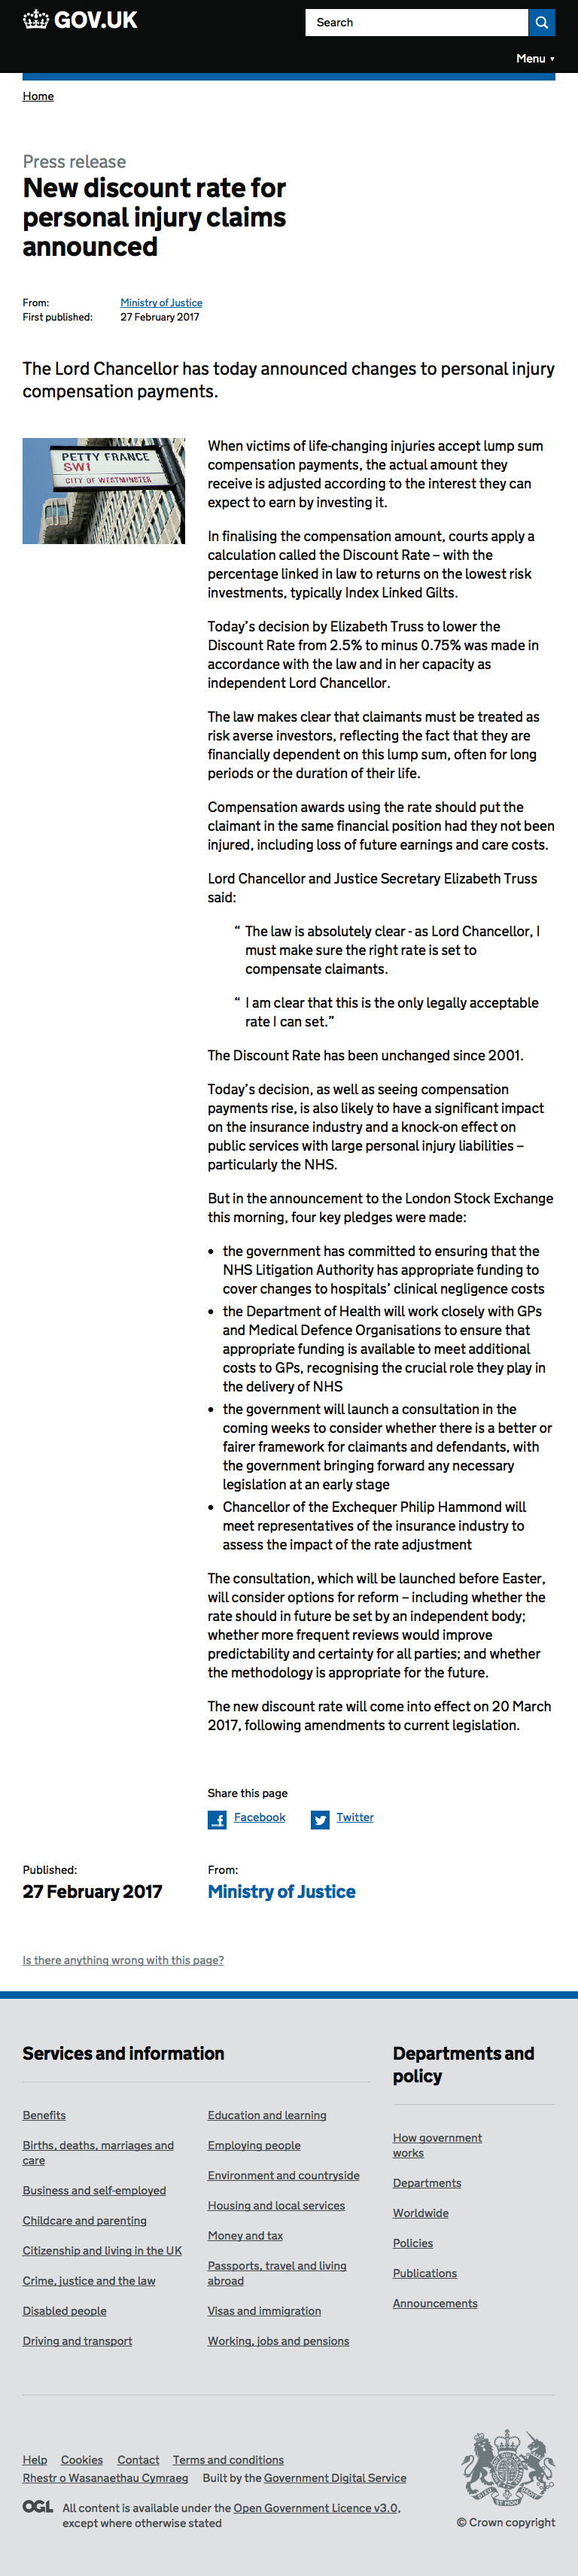 GOV.UK
Search
Menu ▼
Home
Press release
New discount rate for
personal injury claims
announced
From: Ministry of Justice
First published: 27 February 2017
The Lord Chancellor has today announced changes to personal injury
compensation payments.
PETTY FRANCE
SW1
CITY OF WESTMINSTER
When victims of life-changing injuries accept lump sum
compensation payments, the actual amount they
receive is adjusted according to the interest they can
expect to earn by investing it.
In finalising the compensation amount, courts apply a
calculation called the Discount Rate – with the
percentage linked in law to returns on the lowest risk
investments, typically Index Linked Gilts.
Today's decision by Elizabeth Truss to lower the
Discount Rate from 2.5% to minus 0.75% was made in
accordance with the law and in her capacity as
independent Lord Chancellor.
The law makes clear that claimants must be treated as
risk averse investors, reflecting the fact that they are
financially dependent on this lump sum, often for long
periods or the duration of their life.
Compensation awards using the rate should put the
claimant in the same financial position had they not been
injured, including loss of future earnings and care costs.
Lord Chancellor and Justice Secretary Elizabeth Truss
said:
“ The law is absolutely clear - as Lord Chancellor, I
must make sure the right rate is set to
compensate claimants.
“ I am clear that this is the only legally acceptable
rate I can set.”
The Discount Rate has been unchanged since 2001.
Today's decision, as well as seeing compensation
payments rise, is also likely to have a significant impact
on the insurance industry and a knock-on effect on
public services with large personal injury liabilities –
particularly the NHS.
But in the announcement to the London Stock Exchange
this morning, four key pledges were made:
• the government has committed to ensuring that the
NHS Litigation Authority has appropriate funding to
cover changes to hospitals' clinical negligence costs
• the Department of Health will work closely with GPs
and Medical Defence Organisations to ensure that
appropriate funding is available to meet additional
costs to GPs, recognising the crucial role they play in
the delivery of NHS
• the government will launch a consultation in the
coming weeks to consider whether there is a better or
fairer framework for claimants and defendants, with
the government bringing forward any necessary
legislation at an early stage
• Chancellor of the Exchequer Philip Hammond will
meet representatives of the insurance industry to
assess the impact of the rate adjustment
The consultation, which will be launched before Easter,
will consider options for reform – including whether the
rate should in future be set by an independent body;
whether more frequent reviews would improve
predictability and certainty for all parties; and whether
the methodology is appropriate for the future.
The new discount rate will come into effect on 20 March
2017, following amendments to current legislation.
Share this page
Facebook Twitter
Published: From:
27 February 2017 Ministry of Justice
Is there anything wrong with this page?
Services and information
Benefits
Births, deaths, marriages and
care
Business and self-employed
Childcare and parenting
Citizenship and living in the UK
Crime, justice and the law
Disabled people
Driving and transport
Education and learning
Employing people
Environment and countryside
Housing and local services
Money and tax
Passports, travel and living
abroad
Visas and immigration
Working, jobs and pensions
Departments and
policy
How government
works
Departments
Worldwide
Policies
Publications
Announcements
Help Cookies Contact Terms and conditions
Rhestr o Wasanaethau Cymraeg Built by the Government Digital Service
OGL All content is available under the Open Government Licence v3.0,
except where otherwise stated
© Crown copyright